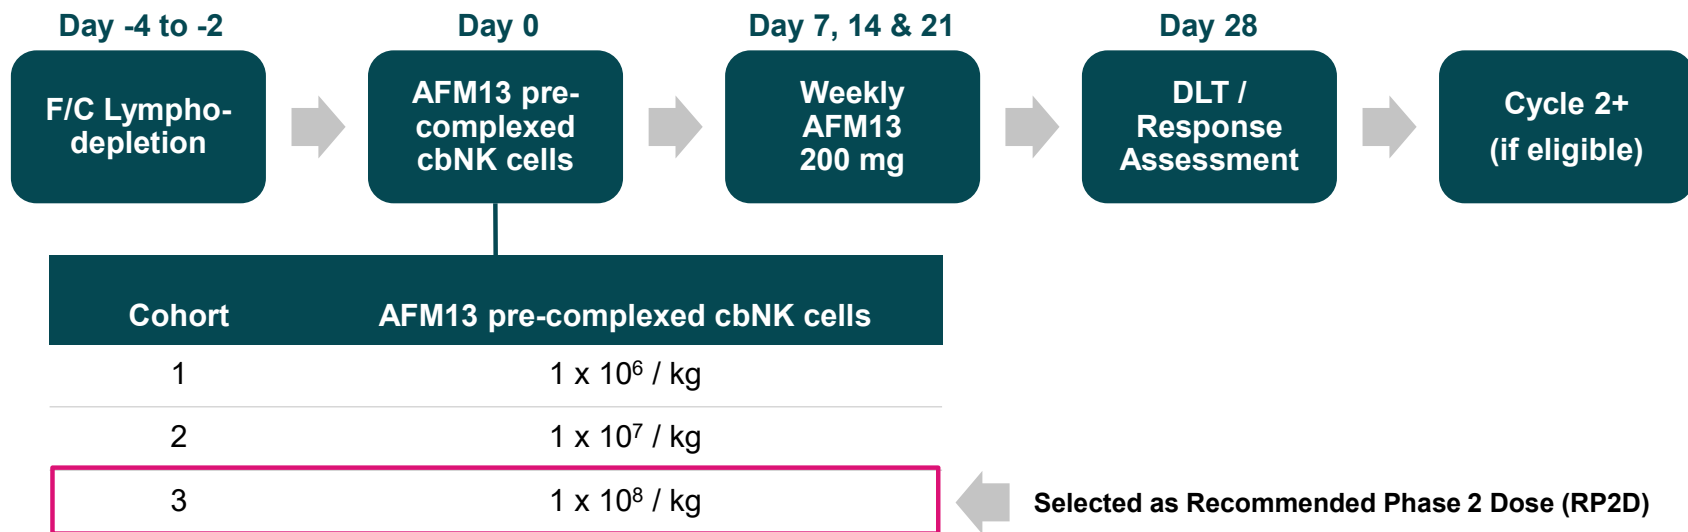 Day -4 to -2
F/C Lympho-
depletion
Day 0
AFM13 pre-
complexed
cbNK cells
Day 7, 14 & 21
Weekly
AFM13
200 mg
Day 28
DLT /
Response
Assessment
Cycle 2+
(if eligible)
Cohort AFM13 pre-complexed cbNK cells
1 1 x 10⁶ / kg
2 1 x 10⁷ / kg
3 1 x 10⁸ / kg
Selected as Recommended Phase 2 Dose (RP2D)